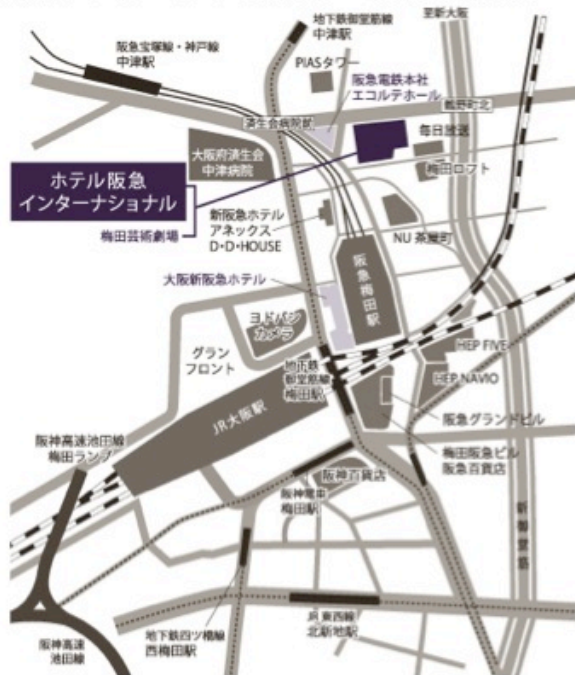 地下鉄御堂筋線
中津駅
至新大阪
阪急宝塚線・神戸線
中津駅
PIASタワー
阪急電鉄本社
エコルテホール
鶴野町北
済生会病院前
毎日放送
大阪府済生会
中津病院
梅田ロフト
ホテル阪急
インターナショナル
梅田芸術劇場
新阪急ホテル
アネックス
D・D・HOUSE
NU 茶屋町
阪急梅田駅
大阪新阪急ホテル
ヨドバシ
カメラ
グラン
フロント
地下鉄
御堂筋線
梅田駅
HEP FIVE
HEP NAVIO
JR大阪駅
阪急グランドビル
阪神高速池田線
梅田ランプ
梅田阪急ビル
阪急百貨店
阪神百貨店
阪神電車
梅田駅
新御堂筋
JR東西線
北新地駅
地下鉄四ツ橋線
西梅田駅
阪神高速
池田線